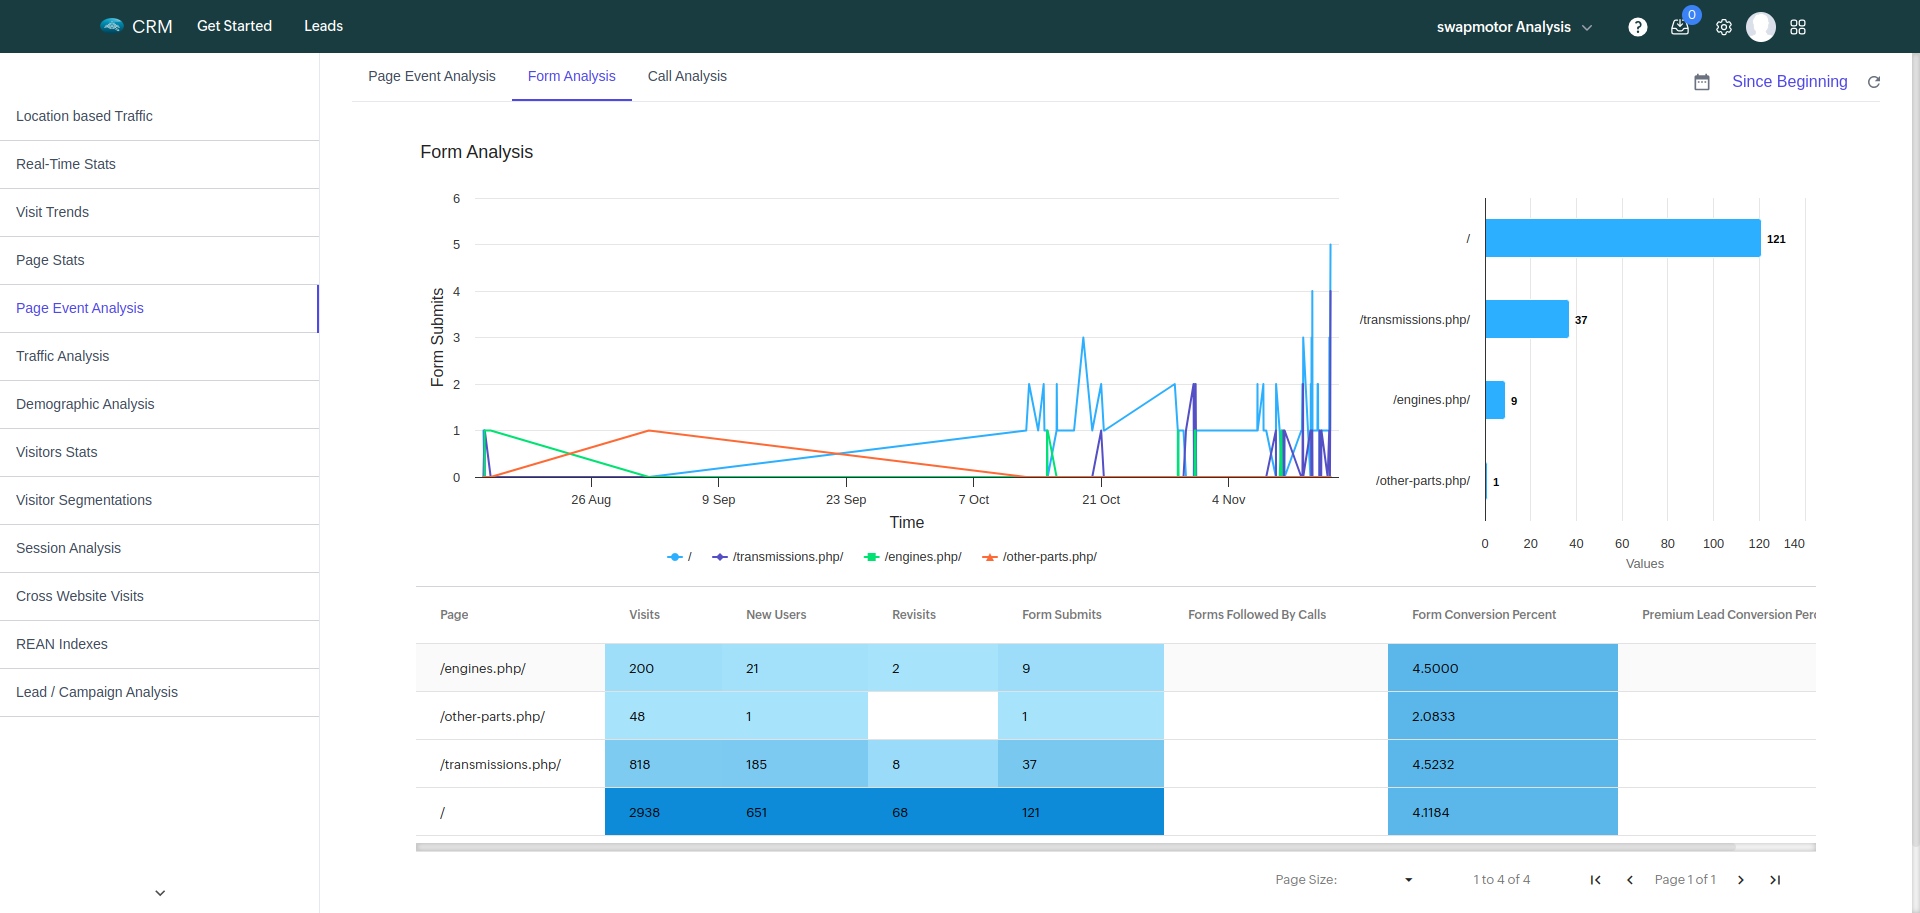 CRM Get Started Leads swapmotor Analysis ? 0
Page Event Analysis Form Analysis Call Analysis Since Beginning
Location based Traffic
Real-Time Stats
Visit Trends
Page Stats
Page Event Analysis
Traffic Analysis
Demographic Analysis
Visitors Stats
Visitor Segmentations
Session Analysis
Cross Website Visits
REAN Indexes
Lead / Campaign Analysis
Form Analysis
Form Submits
6
5
4
3
2
1
0
26 Aug 9 Sep 23 Sep 7 Oct 21 Oct 4 Nov
Time
/ /transmissions.php/ /engines.php/ /other-parts.php/
/ 121
/transmissions.php/ 37
/engines.php/ 9
/other-parts.php/ 1
0 20 40 60 80 100 120 140
Values
Page Visits New Users Revisits Form Submits Forms Followed By Calls Form Conversion Percent Premium Lead Conversion Perc
/engines.php/ 200 21 2 9 4.5000
/other-parts.php/ 48 1 1 2.0833
/transmissions.php/ 818 185 8 37 4.5232
/ 2938 651 68 121 4.1184
Page Size: 1 to 4 of 4 Page 1 of 1